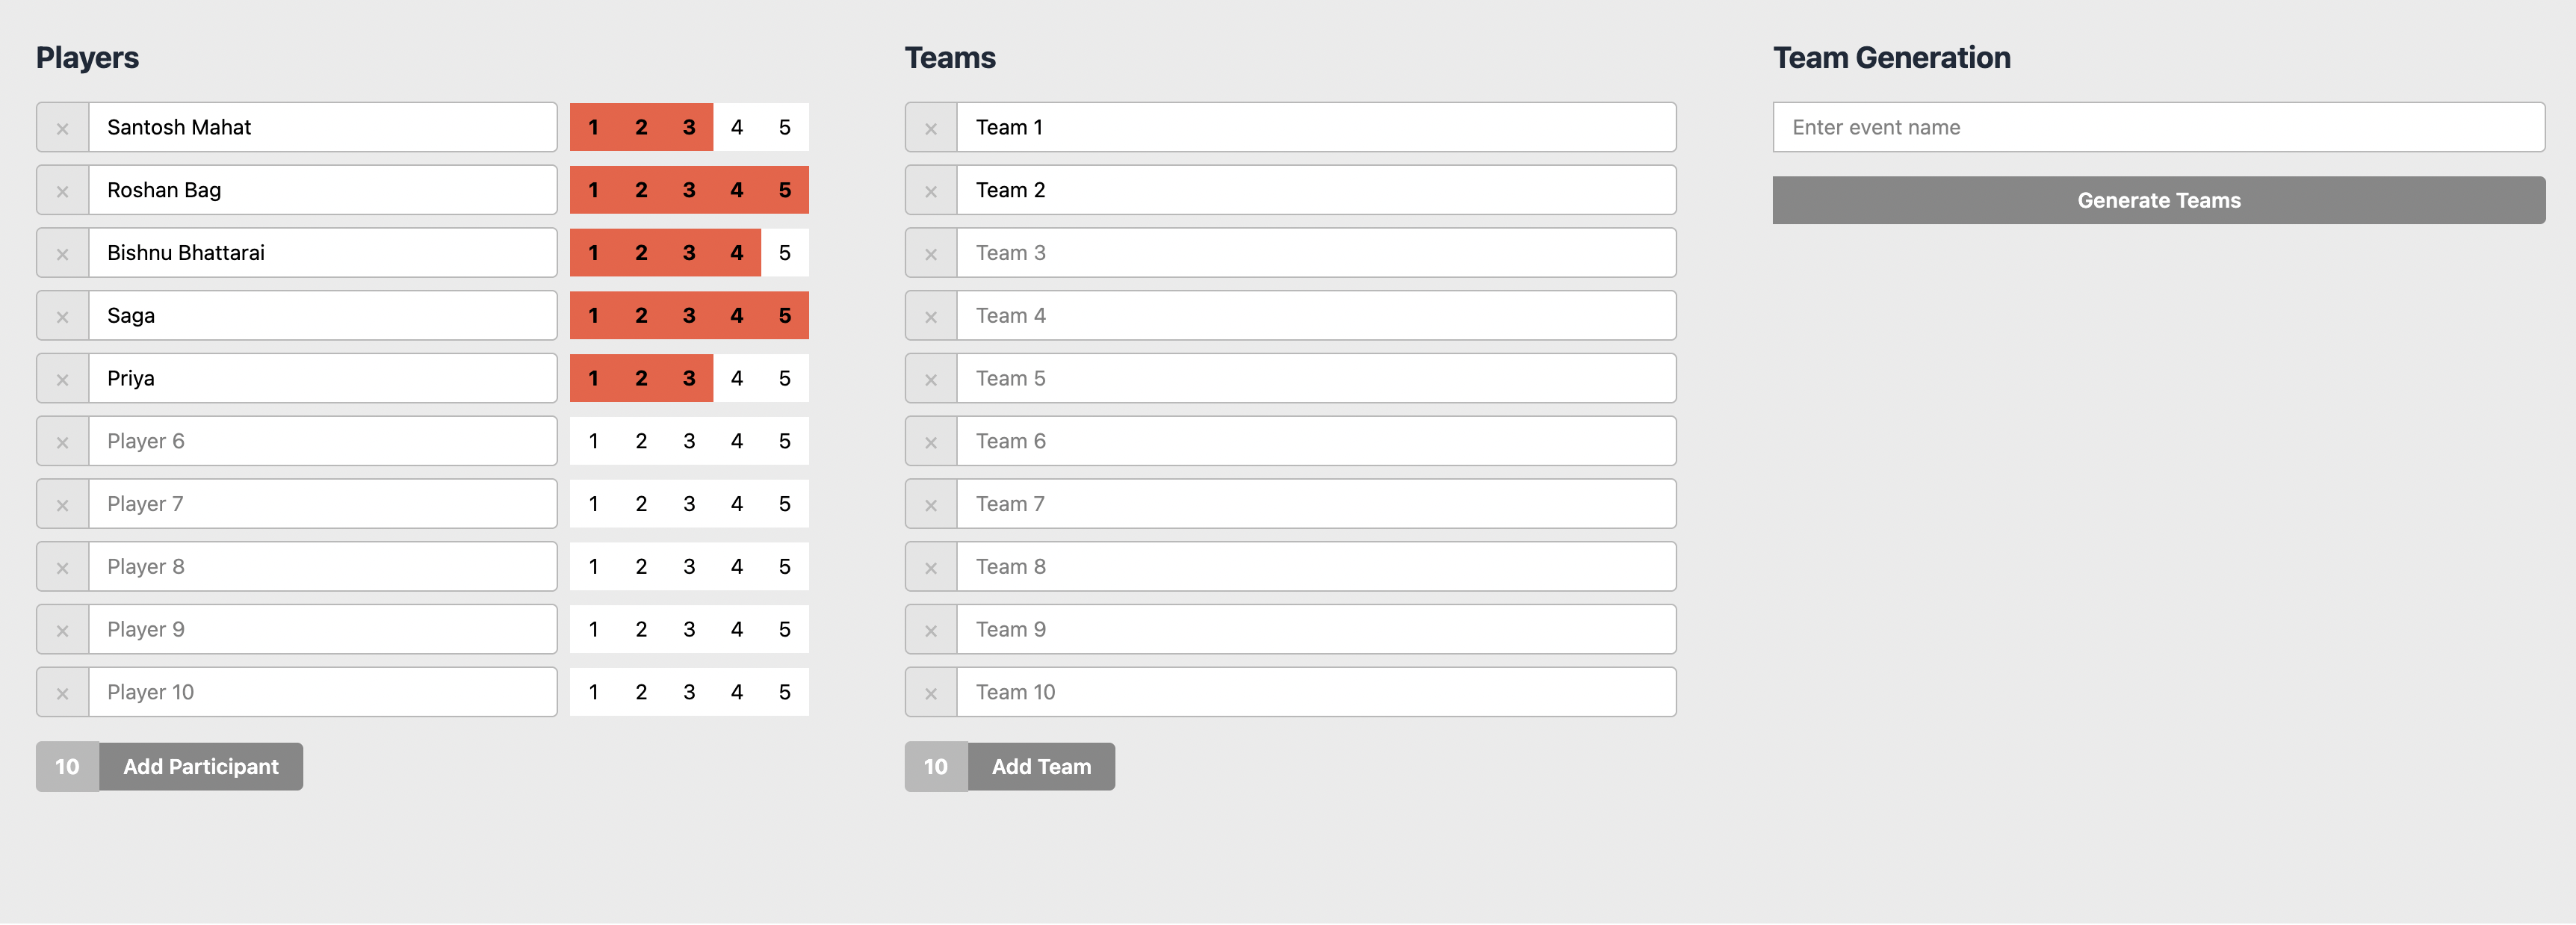 Players
× Santosh Mahat 1 2 3 4 5
× Roshan Bag 1 2 3 4 5
× Bishnu Bhattarai 1 2 3 4 5
× Saga 1 2 3 4 5
× Priya 1 2 3 4 5
× Player 6 1 2 3 4 5
× Player 7 1 2 3 4 5
× Player 8 1 2 3 4 5
× Player 9 1 2 3 4 5
× Player 10 1 2 3 4 5
10 Add Participant
Teams
× Team 1
× Team 2
× Team 3
× Team 4
× Team 5
× Team 6
× Team 7
× Team 8
× Team 9
× Team 10
10 Add Team
Team Generation
Enter event name
Generate Teams